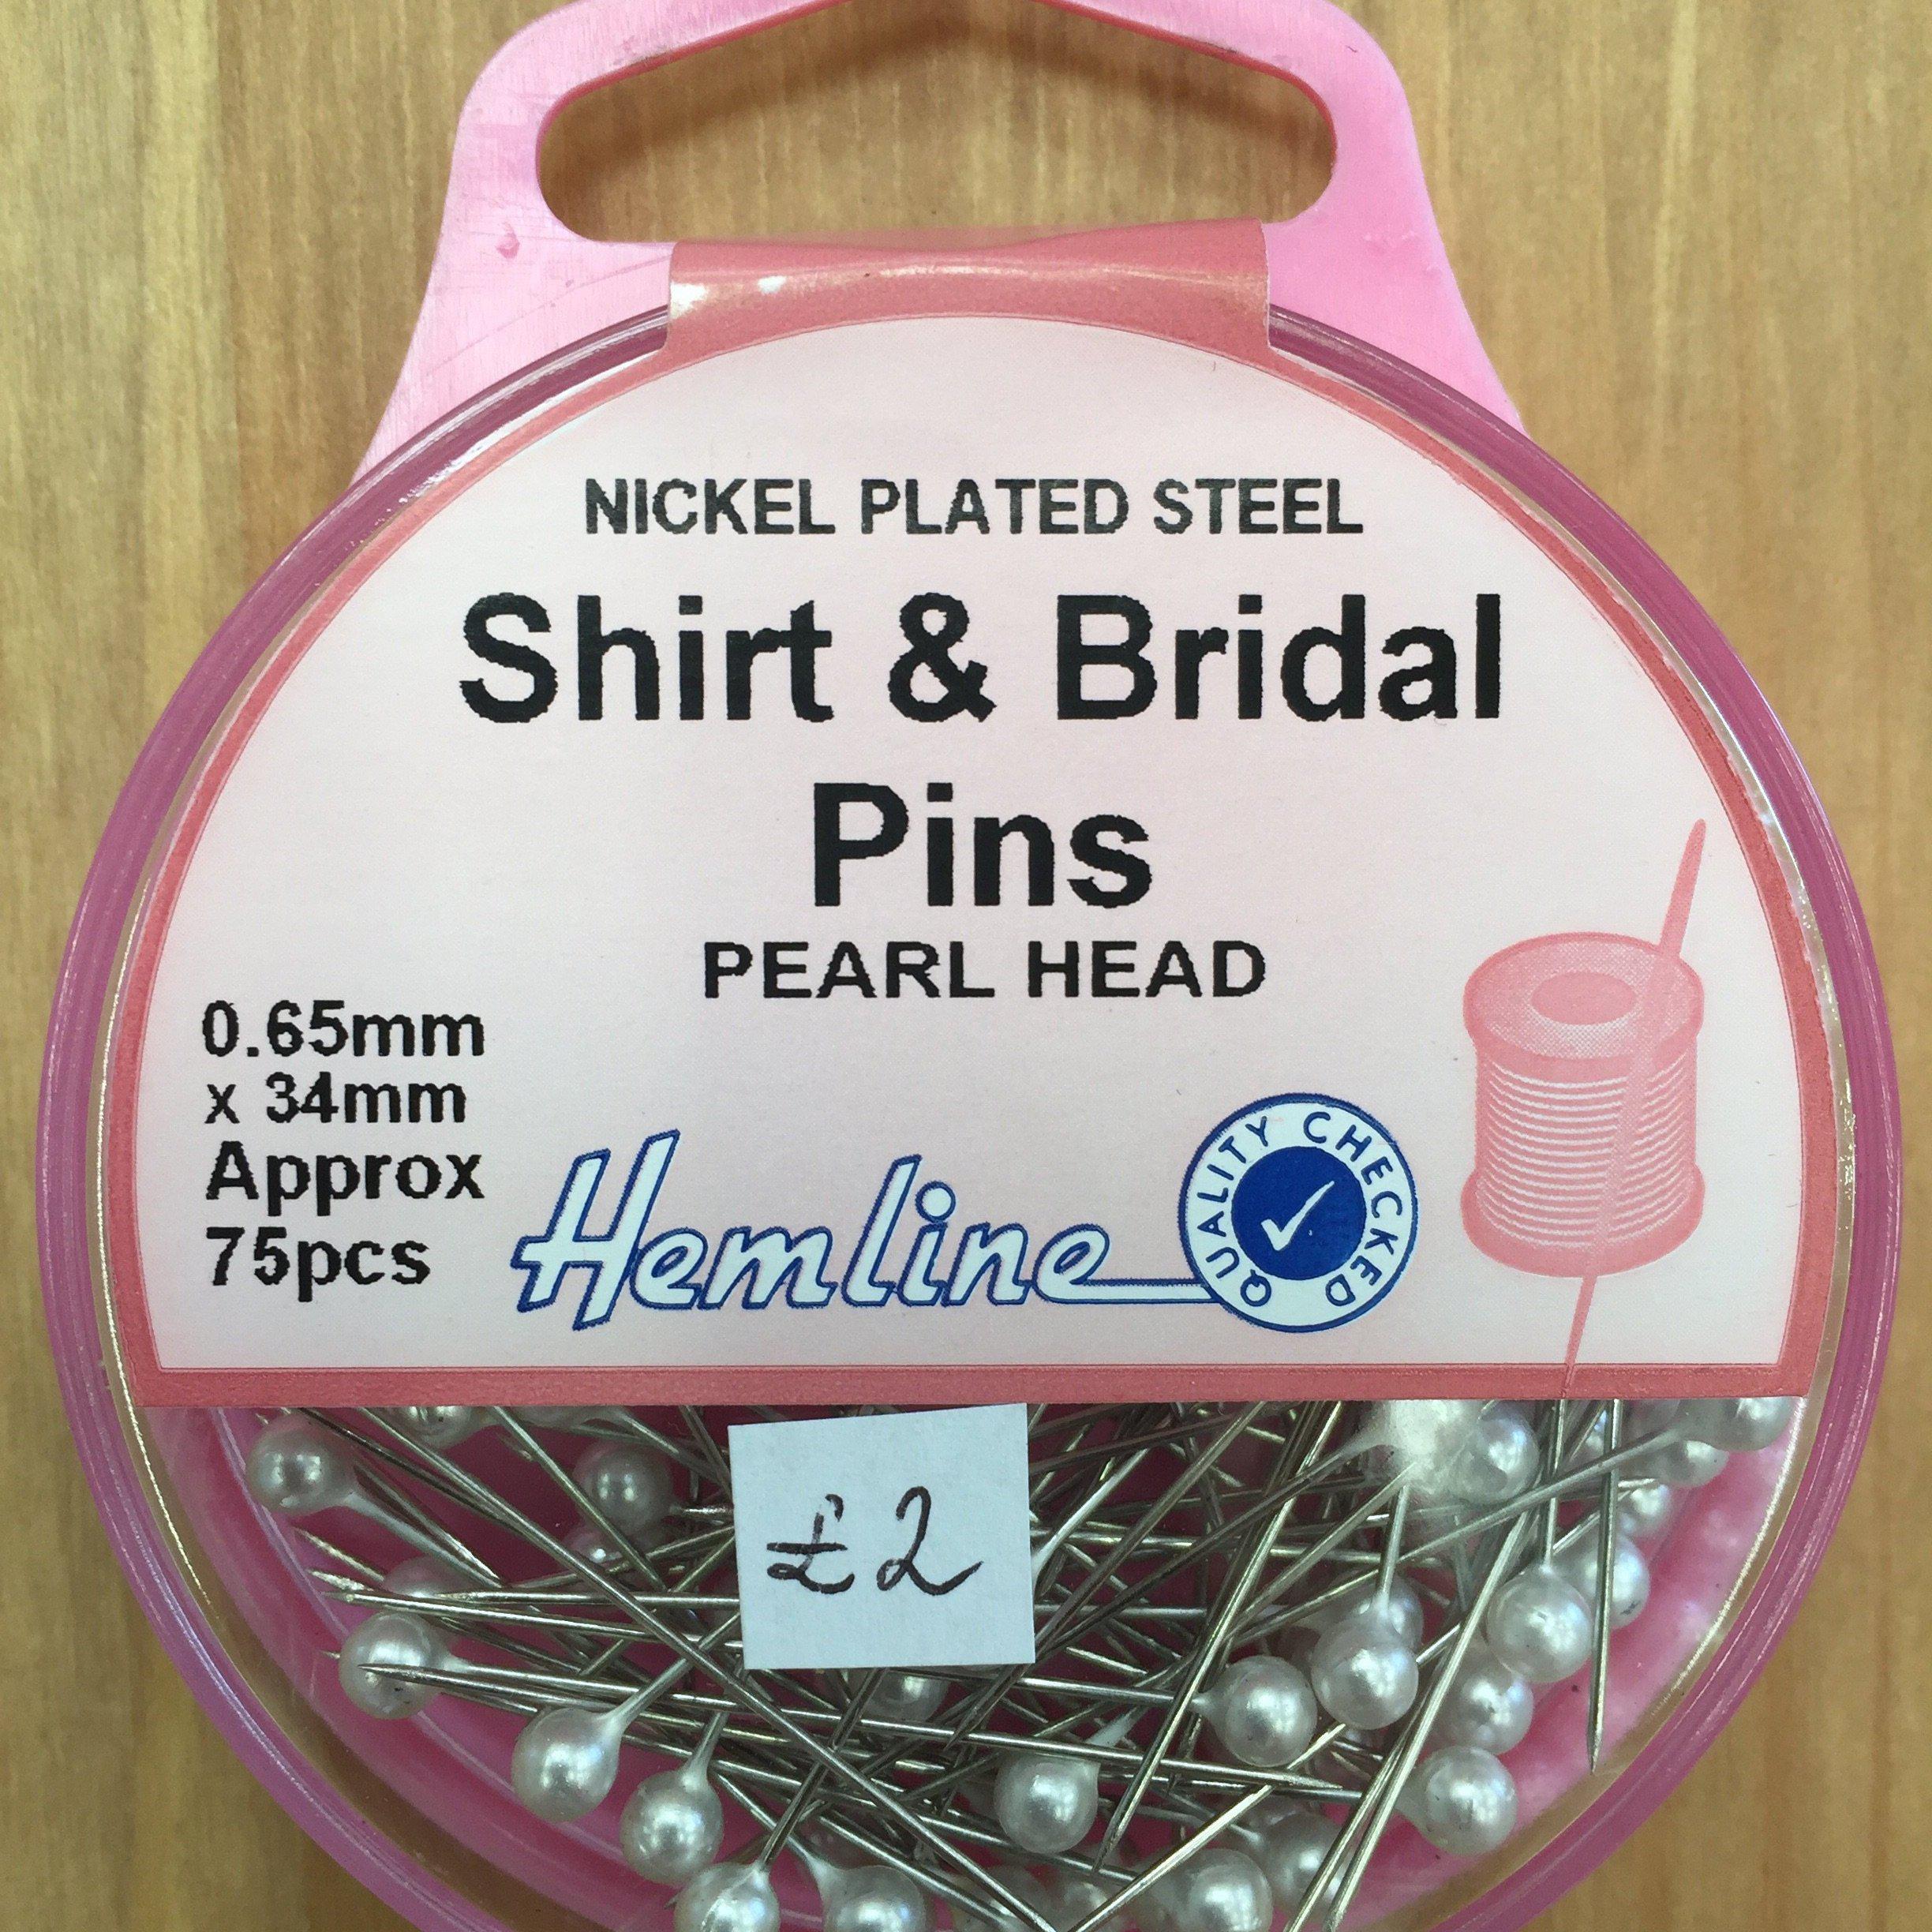 NICKEL PLATED STEEL
Shirt & Bridal
Pins
PEARL HEAD
0.65mm
x 34mm
Approx
75pcs
Hemline
QUALITY CHECKED
£2